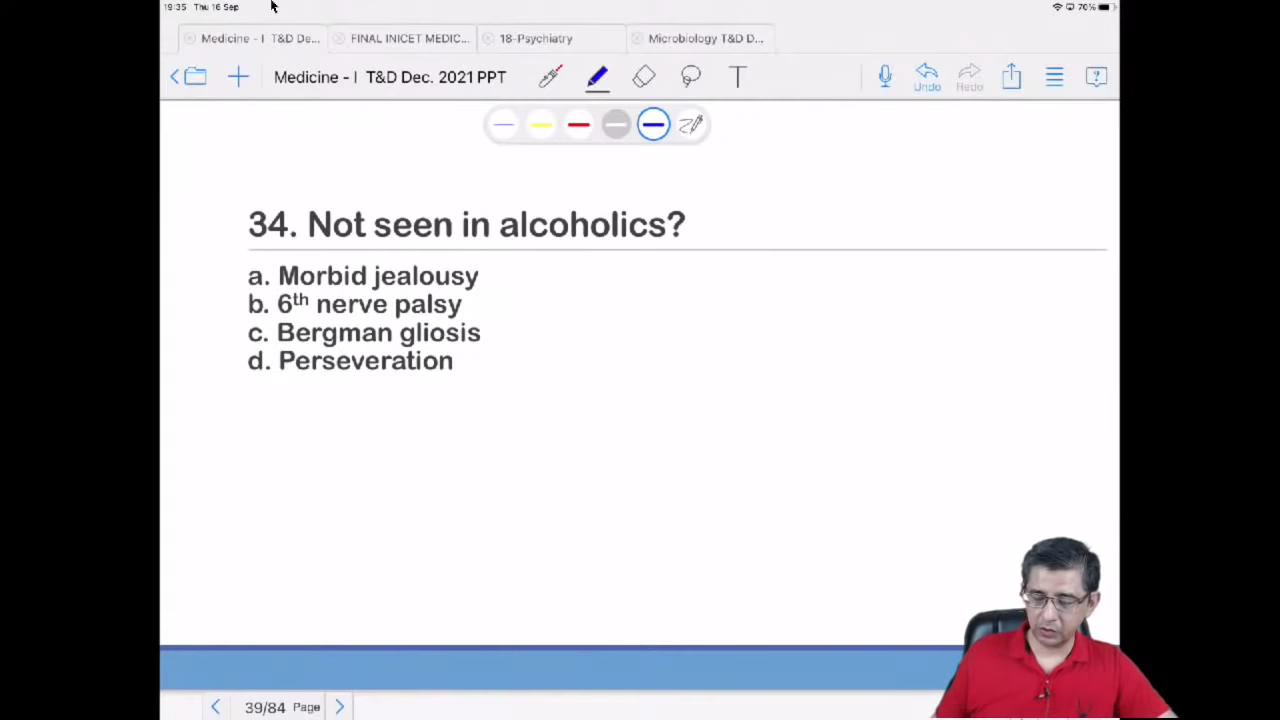 19:35 Thu 16 Sep
70%
Medicine - I T&D De...
FINAL INICET MEDIC...
18-Psychiatry
Microbiology T&D D...
Medicine - I T&D Dec. 2021 PPT
T
Undo
Redo
?
34. Not seen in alcoholics?
a. Morbid jealousy
b. 6th nerve palsy
c. Bergman gliosis
d. Perseveration
39/84 Page